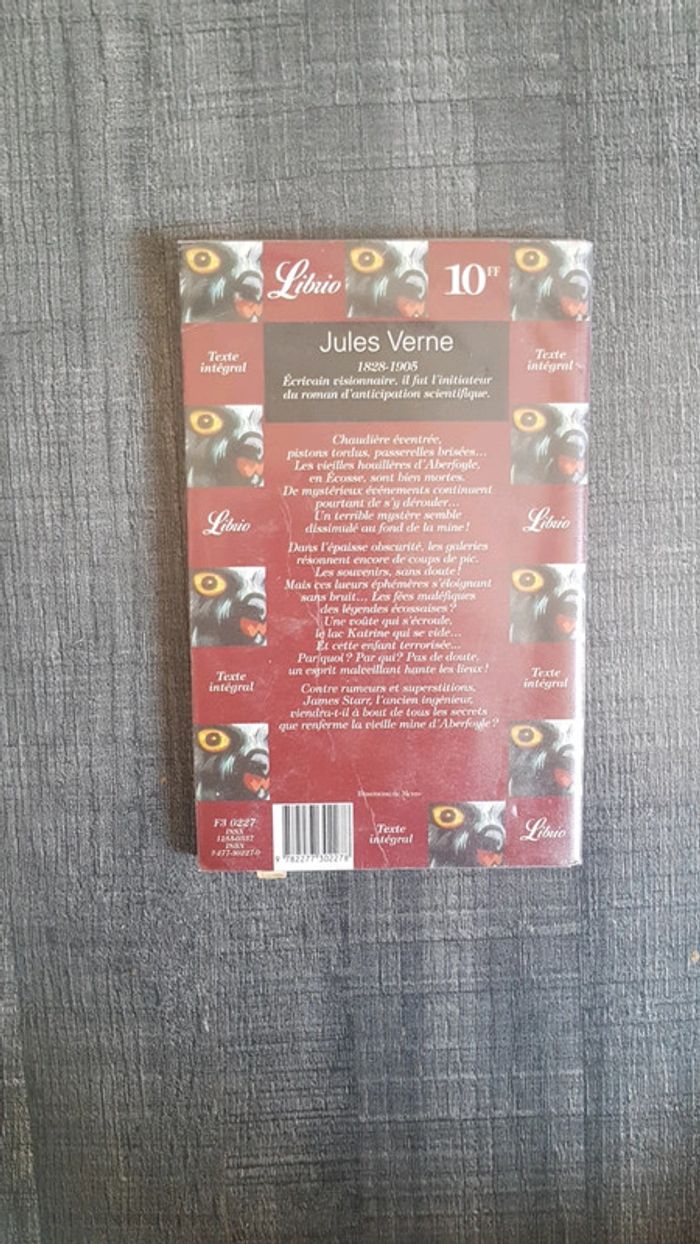 Librio
10FF
Jules Verne
1828-1905
Écrivain visionnaire, il fut l'initiateur
du roman d'anticipation scientifique.
Texte
intégral
Texte
intégral
Chaudière éventrée,
pistons tordus, passerelles brisées...
Les vieilles houillères d'Aberfoyle,
en Écosse, sont bien mortes.
De mystérieux événements continuent
pourtant de s'y dérouler...
Un terrible mystère semble
dissimulé au fond de la mine !
Librio
Librio
Dans l'épaisse obscurité, les galeries
résonnent encore de coups de pic.
Les souvenirs, sans doute !
Mais ces lueurs éphémères s'éloignant
sans bruit... Les fées maléfiques
des légendes écossaises ?
Une voûte qui s'écroule,
le lac Katrine qui se vide...
Et cette enfant terrorisée...
Par quoi ? Par qui ? Pas de doute,
un esprit malveillant hante les lieux !
Texte
intégral
Texte
intégral
Contre rumeurs et superstitions,
James Starr, l'ancien ingénieur,
viendra-t-il à bout de tous les secrets
que renferme la vieille mine d'Aberfoyle ?
F3 0227
ISSN
ISBN
9 782277 302278
Texte
intégral
Librio